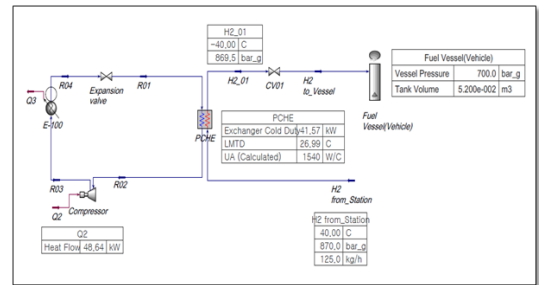 H2_01
-40,00 C
869,5 bar_g
R04
Expansion
valve
R01
H2_01
CV01
H2
to_Vessel
Fuel Vessel(Vehicle)
Vessel Pressure 700.0 bar_g
Tank Volume 5.200e-002 m3
Q3
E-100
PCHE
Fuel
Vessel(Vehicle)
PCHE
Exchanger Cold Duty 41,57 kW
LMTD 26,99 C
UA (Calculated) 1540 W/C
R03
R02
Compressor
Q2
H2
from_Station
Q2
Heat Flow 48,64 kW
H2 from_Station
40,00 C
870,0 bar_g
125,0 kg/h